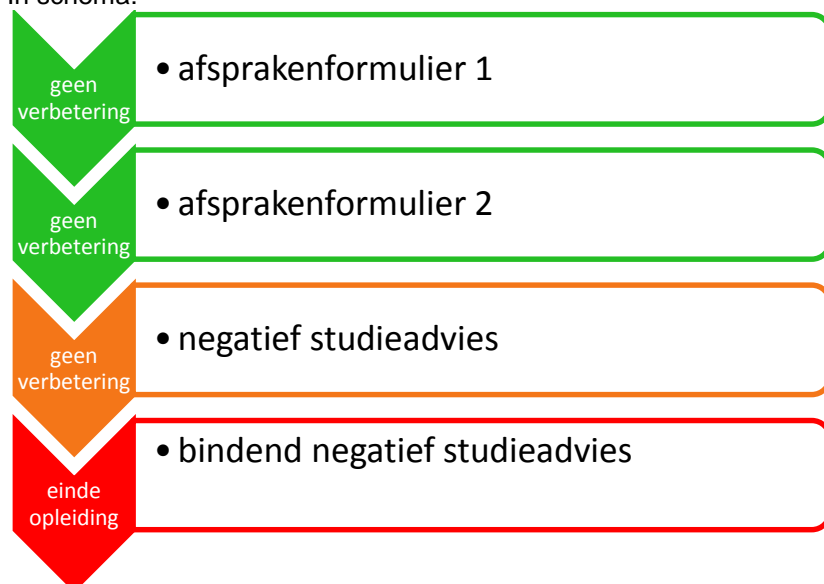 In schema:
geen
verbetering
• afsprakenformulier 1
geen
verbetering
• afsprakenformulier 2
geen
verbetering
• negatief studieadvies
einde
opleiding
• bindend negatief studieadvies